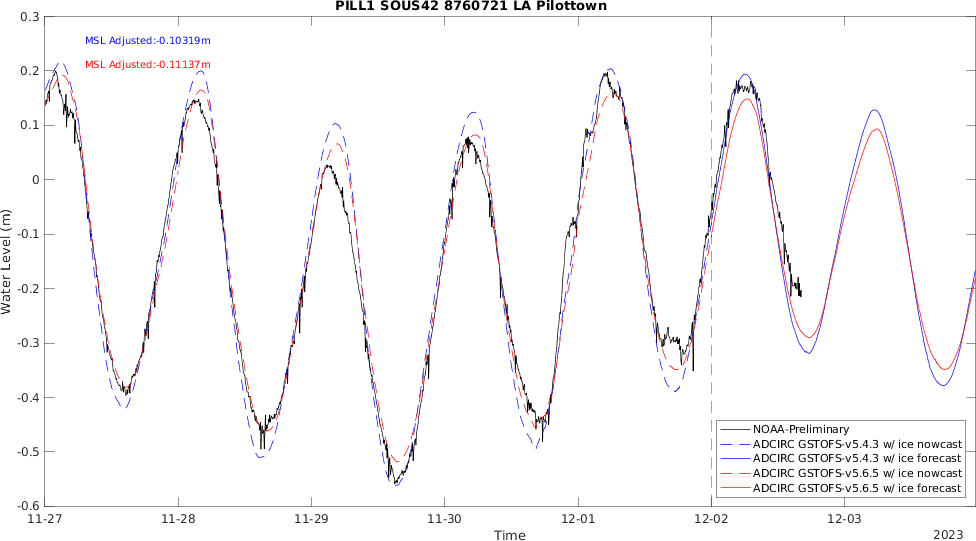 PILL1 SOUS42 8760721 LA Pilottown
MSL Adjusted:-0.10319m
MSL Adjusted:-0.11137m
0.3
0.2
0.1
0
-0.1
-0.2
-0.3
-0.4
-0.5
-0.6
Water Level (m)
NOAA-Preliminary
ADCIRC GSTOFS-v5.4.3 w/ ice nowcast
ADCIRC GSTOFS-v5.4.3 w/ ice forecast
ADCIRC GSTOFS-v5.6.5 w/ ice nowcast
ADCIRC GSTOFS-v5.6.5 w/ ice forecast
11-27 11-28 11-29 11-30 12-01 12-02 12-03
Time
2023